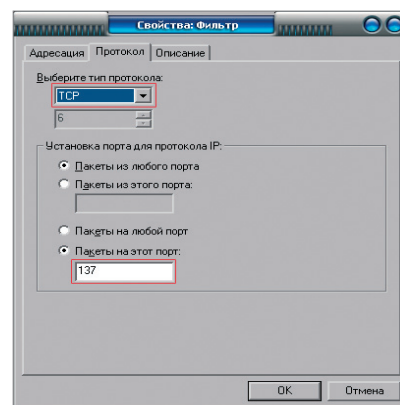 Свойства: Фильтр
Адресация Протокол Описание
Выберите тип протокола:
TCP
6
Установка порта для протокола IP:
Пакеты из любого порта
Пакеты из этого порта:
Пакеты на любой порт
Пакеты на этот порт:
137
OK Отмена